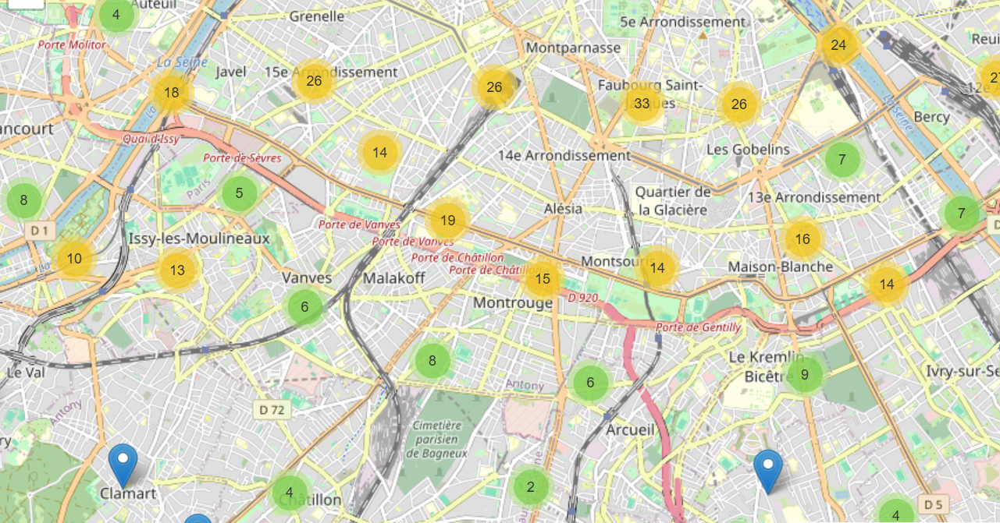 4
Auteuil
Grenelle
5e Arrondissement
Porte Molitor
24
Reui
Montparnasse
La Seine
Javel
15e Arrondissement
26
26
27
12e
18
Faubourg Saint-
Jacques
33
26
La Seine
Bercy
ancourt
Quai d'Issy
La
14
Porte de Sèvres
14e Arrondissement
Les Gobelins
7
Paris
8
5
Quartier de
la Glacière
13e Arrondissement
Alésia
7
D 1
Porte de Vanves
19
D
Issy-les-Moulineaux
Porte de Vanves
16
10
13
Porte de Châtillon
Porte de Châtillon
Montsouris
14
Maison-Blanche
Vanves
Malakoff
15
14
6
Montrouge
D 920
Porte de Gentilly
8
Le Kremlin-
Bicêtre
9
Le Val
Ivry-sur-Se
Antony
6
Antony
D 72
Cimetière
parisien
de Bagneux
Arcueil
ry
Clamart
4
Châtillon
2
D 5
4